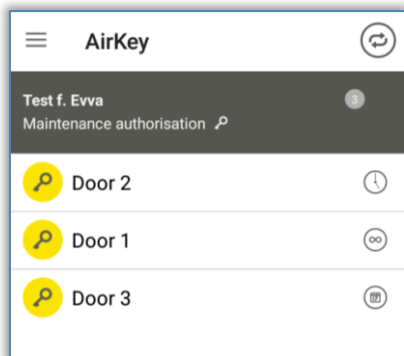 AirKey
Test f. Evva
3
Maintenance authorisation
Door 2
Door 1
Door 3